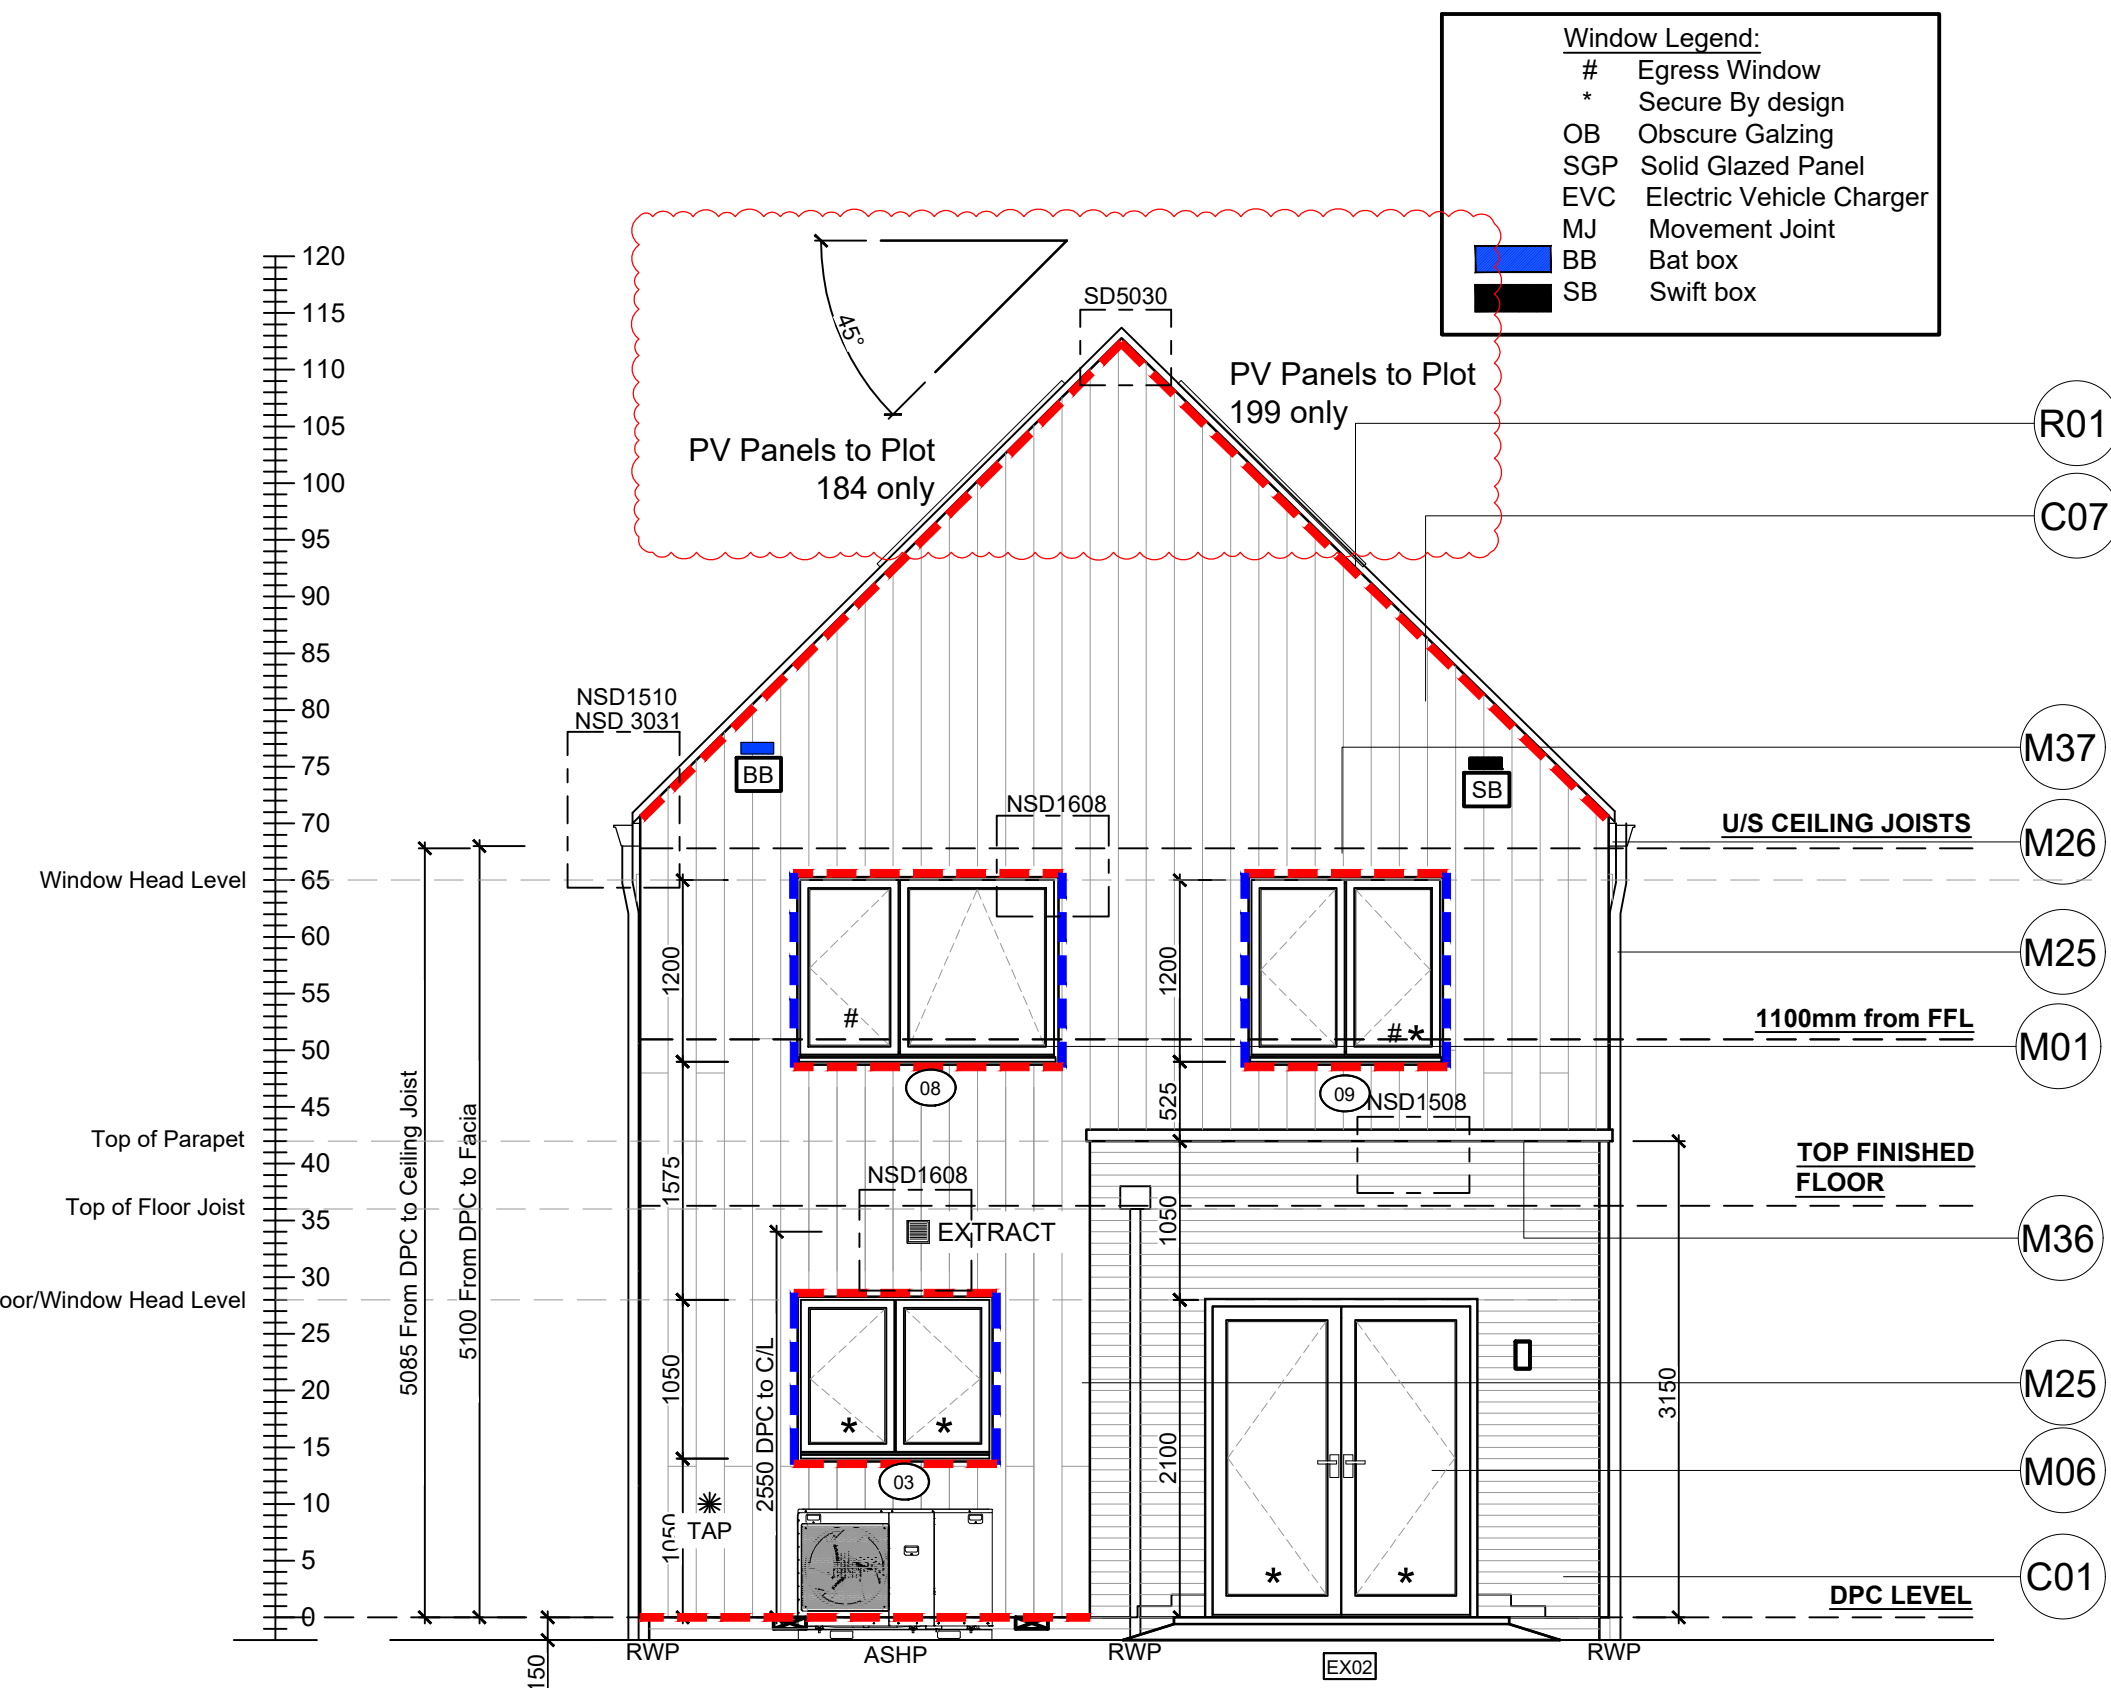 Window Legend:
# Egress Window
* Secure By design
OB Obscure Galzing
SGP Solid Glazed Panel
EVC Electric Vehicle Charger
MJ Movement Joint
BB Bat box
SB Swift box
120
115
110
105
100
95
90
85
80
75
70
65
60
55
50
45
40
35
30
25
20
15
10
5
0
45°
SD5030
PV Panels to Plot
199 only
PV Panels to Plot
184 only
R01
C07
NSD1510
NSD 3031
BB
SB
M37
NSD1608
U/S CEILING JOISTS
M26
Window Head Level
1200
1200
M25
#
# *
1100mm from FFL
M01
08
09
525
NSD1508
5085 From DPC to Ceiling Joist
5100 From DPC to Facia
Top of Parapet
1575
NSD1608
TOP FINISHED
FLOOR
Top of Floor Joist
1050
EXTRACT
M36
oor/Window Head Level
1050
2550 DPC to C/L
3150
M25
* *
2100
M06
03
TAP
1050
* *
C01
DPC LEVEL
150
RWP
ASHP
RWP
EX02
RWP